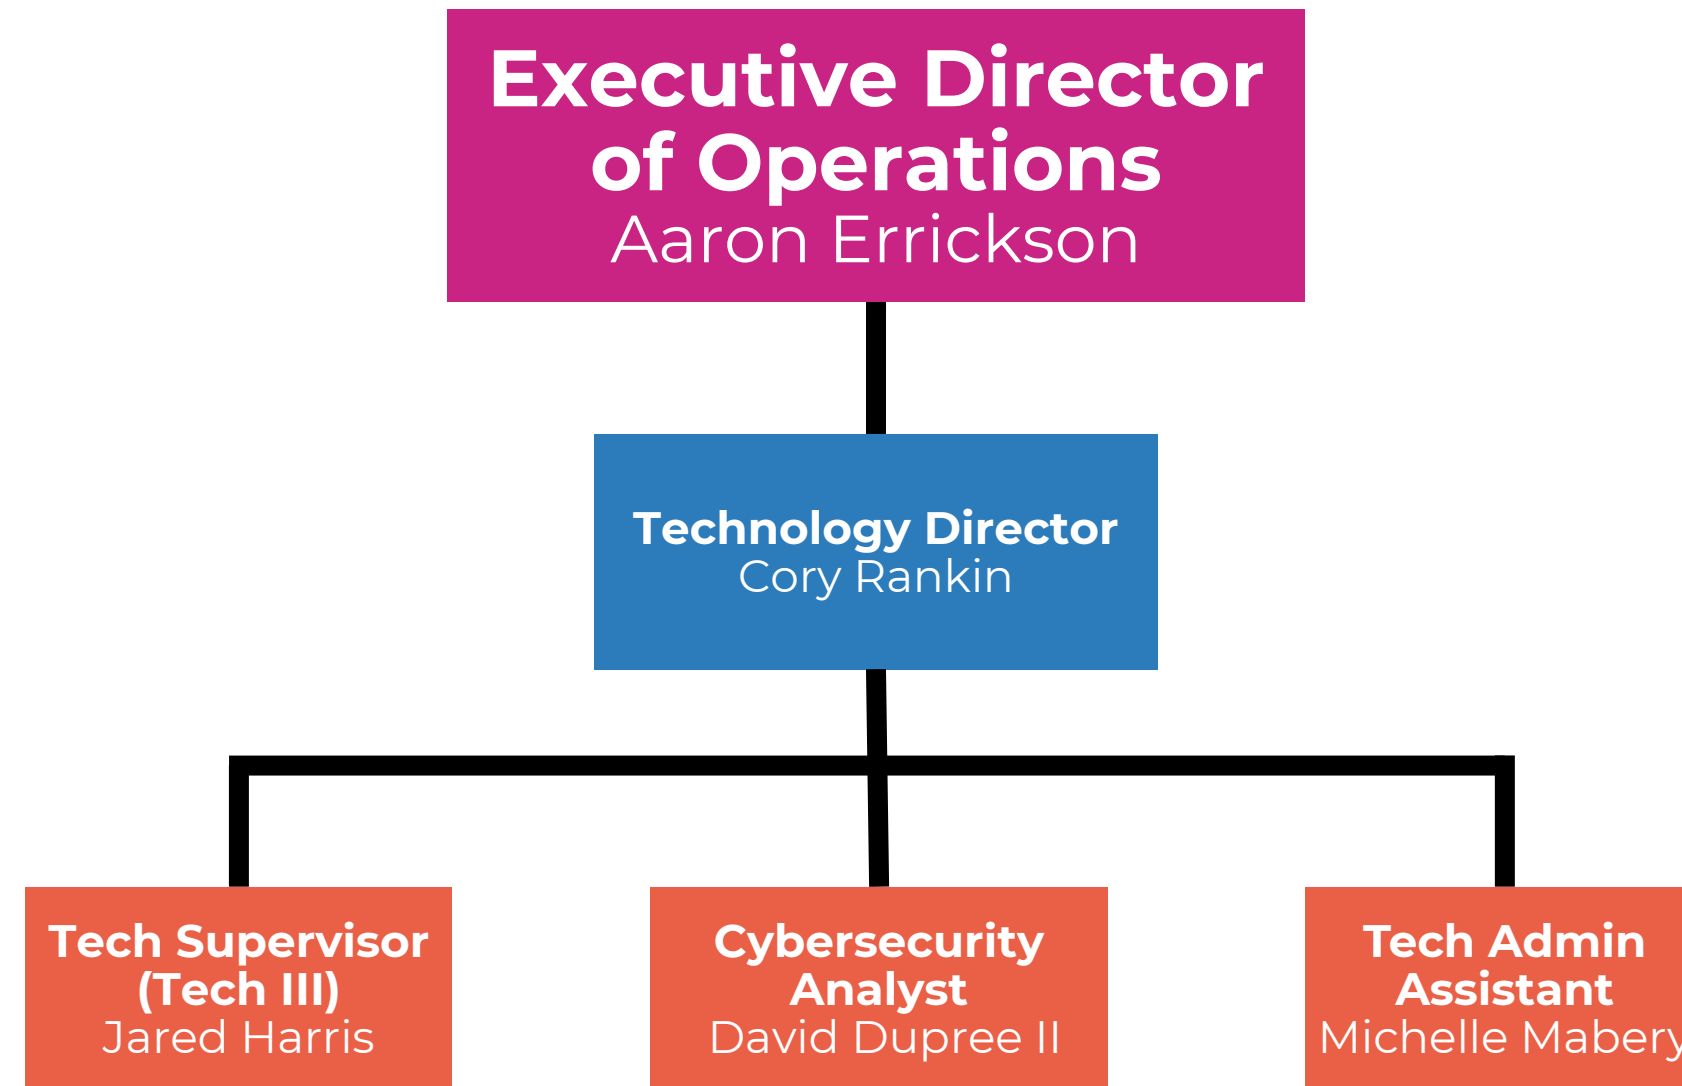 Executive Director
of Operations
Aaron Errickson
Technology Director
Cory Rankin
Tech Supervisor
(Tech III)
Jared Harris
Cybersecurity
Analyst
David Dupree II
Tech Admin
Assistant
Michelle Mabery